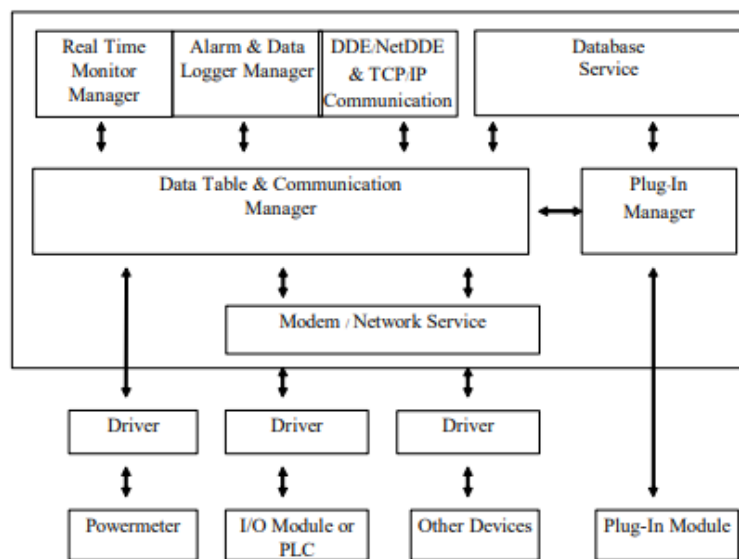 Real Time
Monitor
Manager
Alarm & Data
Logger Manager
DDE/NetDDE
& TCP/IP
Communication
Database
Service
Data Table & Communication
Manager
Plug-In
Manager
Modem / Network Service
Driver
Driver
Driver
Powermeter
I/O Module or
PLC
Other Devices
Plug-In Module